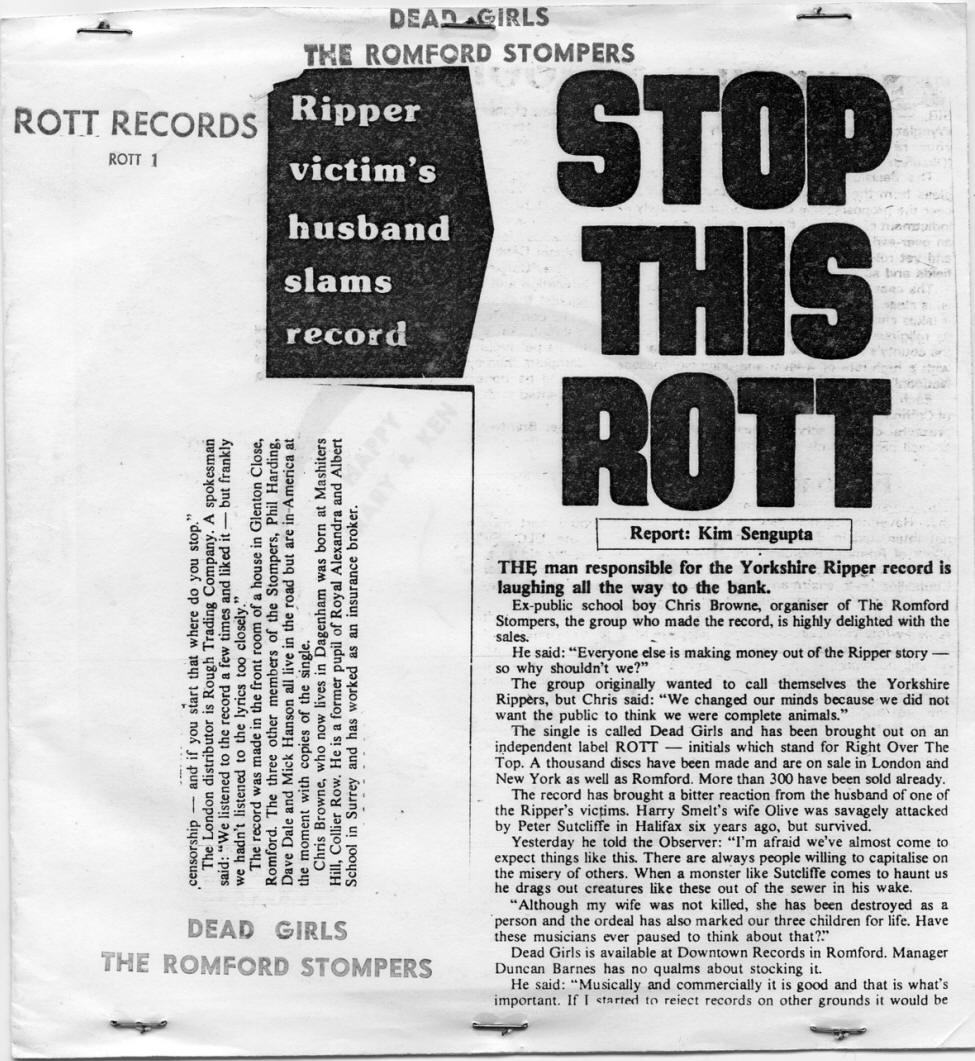 DEAD GIRLS
THE ROMFORD STOMPERS
ROTT RECORDS
ROTT 1
Ripper
victim's
husband
slams
record
STOP
THIS
ROTT
Report: Kim Sengupta
THE man responsible for the Yorkshire Ripper record is
laughing all the way to the bank.
Ex-public school boy Chris Browne, organiser of The Romford
Stompers, the group who made the record, is highly delighted with the
sales.
He said: “Everyone else is making money out of the Ripper story —
so why shouldn't we?”
The group originally wanted to call themselves the Yorkshire
Rippers, but Chris said: “We changed our minds because we did not
want the public to think we were complete animals.”
The single is called Dead Girls and has been brought out on an
independent label ROTT — initials which stand for Right Over The
Top. A thousand discs have been made and are on sale in London and
New York as well as Romford. More than 300 have been sold already.
The record has brought a bitter reaction from the husband of one of
the Ripper's victims. Harry Smelt's wife Olive was savagely attacked
by Peter Sutcliffe in Halifax six years ago, but survived.
Yesterday he told the Observer: “I'm afraid we've almost come to
expect things like this. There are always people willing to capitalise on
the misery of others. When a monster like Sutcliffe comes to haunt us
he drags out creatures like these out of the sewer in his wake.
“Although my wife was not killed, she has been destroyed as a
person and the ordeal has also marked our three children for life. Have
these musicians ever paused to think about that?”
Dead Girls is available at Downtown Records in Romford. Manager
Duncan Barnes has no qualms about stocking it.
He said: “Musically and commercially it is good and that is what's
important. If I started to reject records on other grounds it would be
censorship — and if you start that where do you stop.”
The London distributor is Rough Trading Company. A spokesman
said: “We listened to the record a few times and liked it — but frankly
we hadn't listened to the lyrics too closely.”
The record was made in the front room of a house in Glenton Close,
Romford. The three other members of the Stompers, Phil Harding,
Dave Dale and Mick Hanson all live in the road but are in America at
the moment with copies of the single.
Chris Browne, who now lives in Dagenham was born at Mashiters
Hill, Collier Row. He is a former pupil of Royal Alexandra and Albert
School in Surrey and has worked as an insurance broker.
DEAD GIRLS
THE ROMFORD STOMPERS